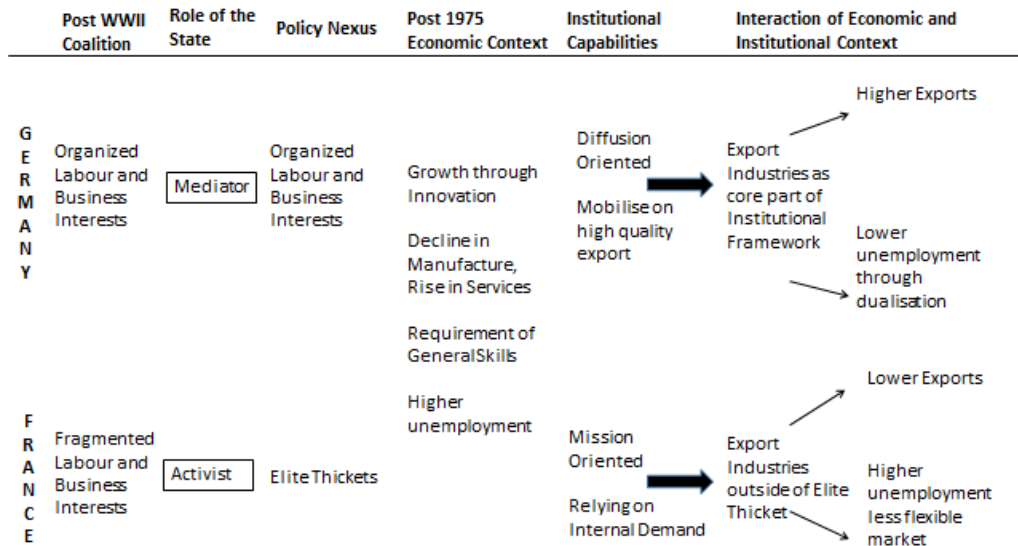 Post WWII
Coalition
Role of the
State
Policy Nexus
Post 1975
Economic Context
Institutional
Capabilities
Interaction of Economic and
Institutional Context
G
E
R
M
A
N
Y
Organized
Labour and
Business
Interests
Mediator
Organized
Labour and
Business
Interests
Growth through
Innovation
Decline in
Manufacture,
Rise in Services
Requirement of
General Skills
Higher
unemployment
Diffusion
Oriented
Mobilise on
high quality
export
Export
Industries as
core part of
Institutional
Framework
Higher Exports
Lower
unemployment
through
dualisation
F
R
A
N
C
E
Fragmented
Labour and
Business
Interests
Activist
Elite Thickets
Mission
Oriented
Relying on
Internal Demand
Export
Industries
outside of Elite
Thicket
Lower Exports
Higher
unemployment
less flexible
market